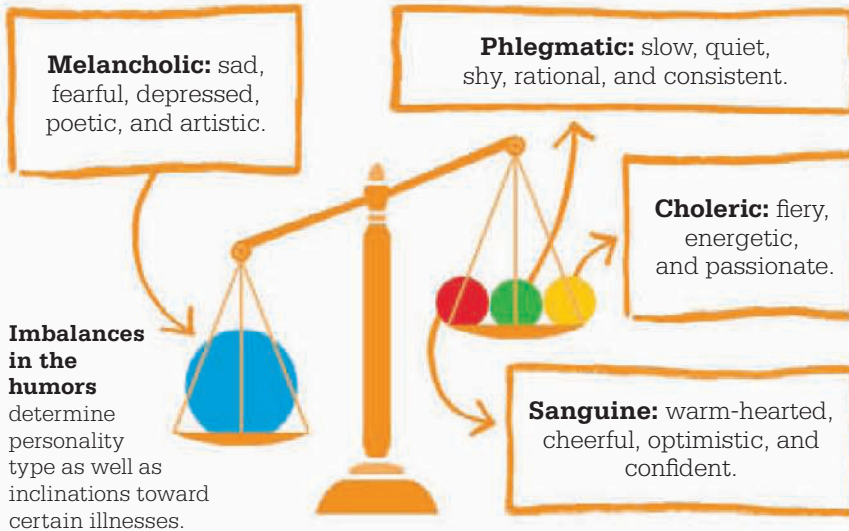 Melancholic: sad,
fearful, depressed,
poetic, and artistic.
Phlegmatic: slow, quiet,
shy, rational, and consistent.
Choleric: fiery,
energetic,
and passionate.
Imbalances
in the
humors
determine
personality
type as well as
inclinations toward
certain illnesses.
Sanguine: warm-hearted,
cheerful, optimistic, and
confident.